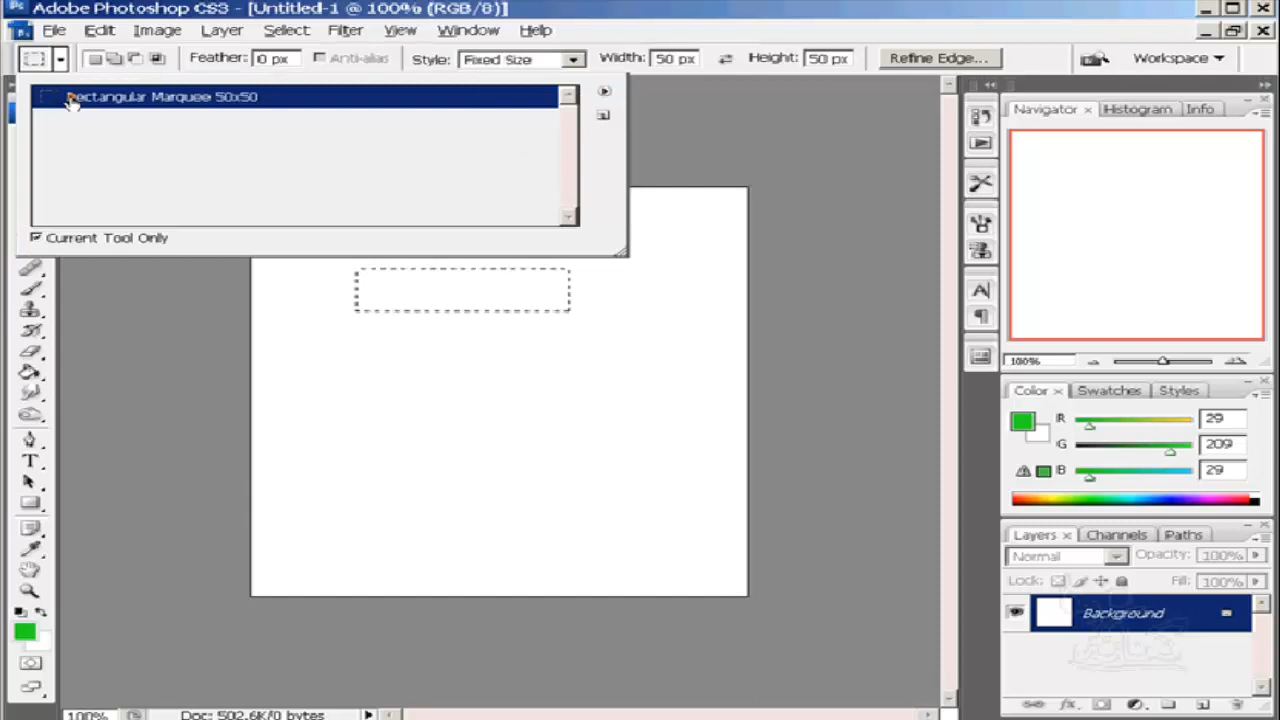 Adobe Photoshop CS3 - [Untitled-1 @ 100% (RGB/8)]
File Edit Image Layer Select Filter View Window Help
Feather: 0 px Anti-alias Style: Fixed Size Width: 50 px Height: 50 px Refine Edge... Workspace
Rectangular Marquee 50x50
Current Tool Only
Navigator × Histogram Info
100%
Color × Swatches Styles
R 29
G 209
B 29
Layers × Channels Paths
Normal Opacity: 100%
Lock: Fill: 100%
Background
100% Doc: 502.6K/0 bytes